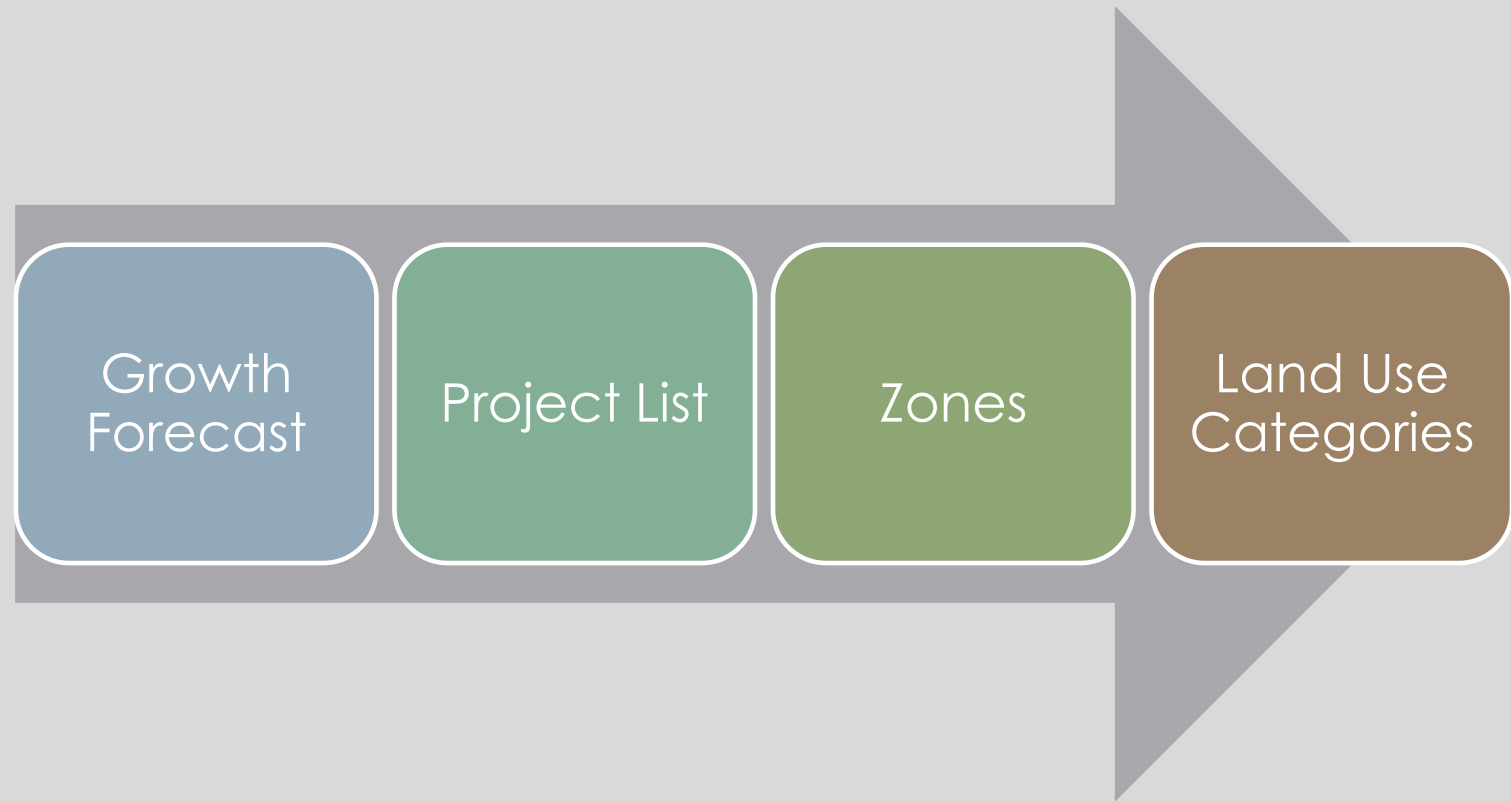 Growth
Forecast
Project List
Zones
Land Use
Categories